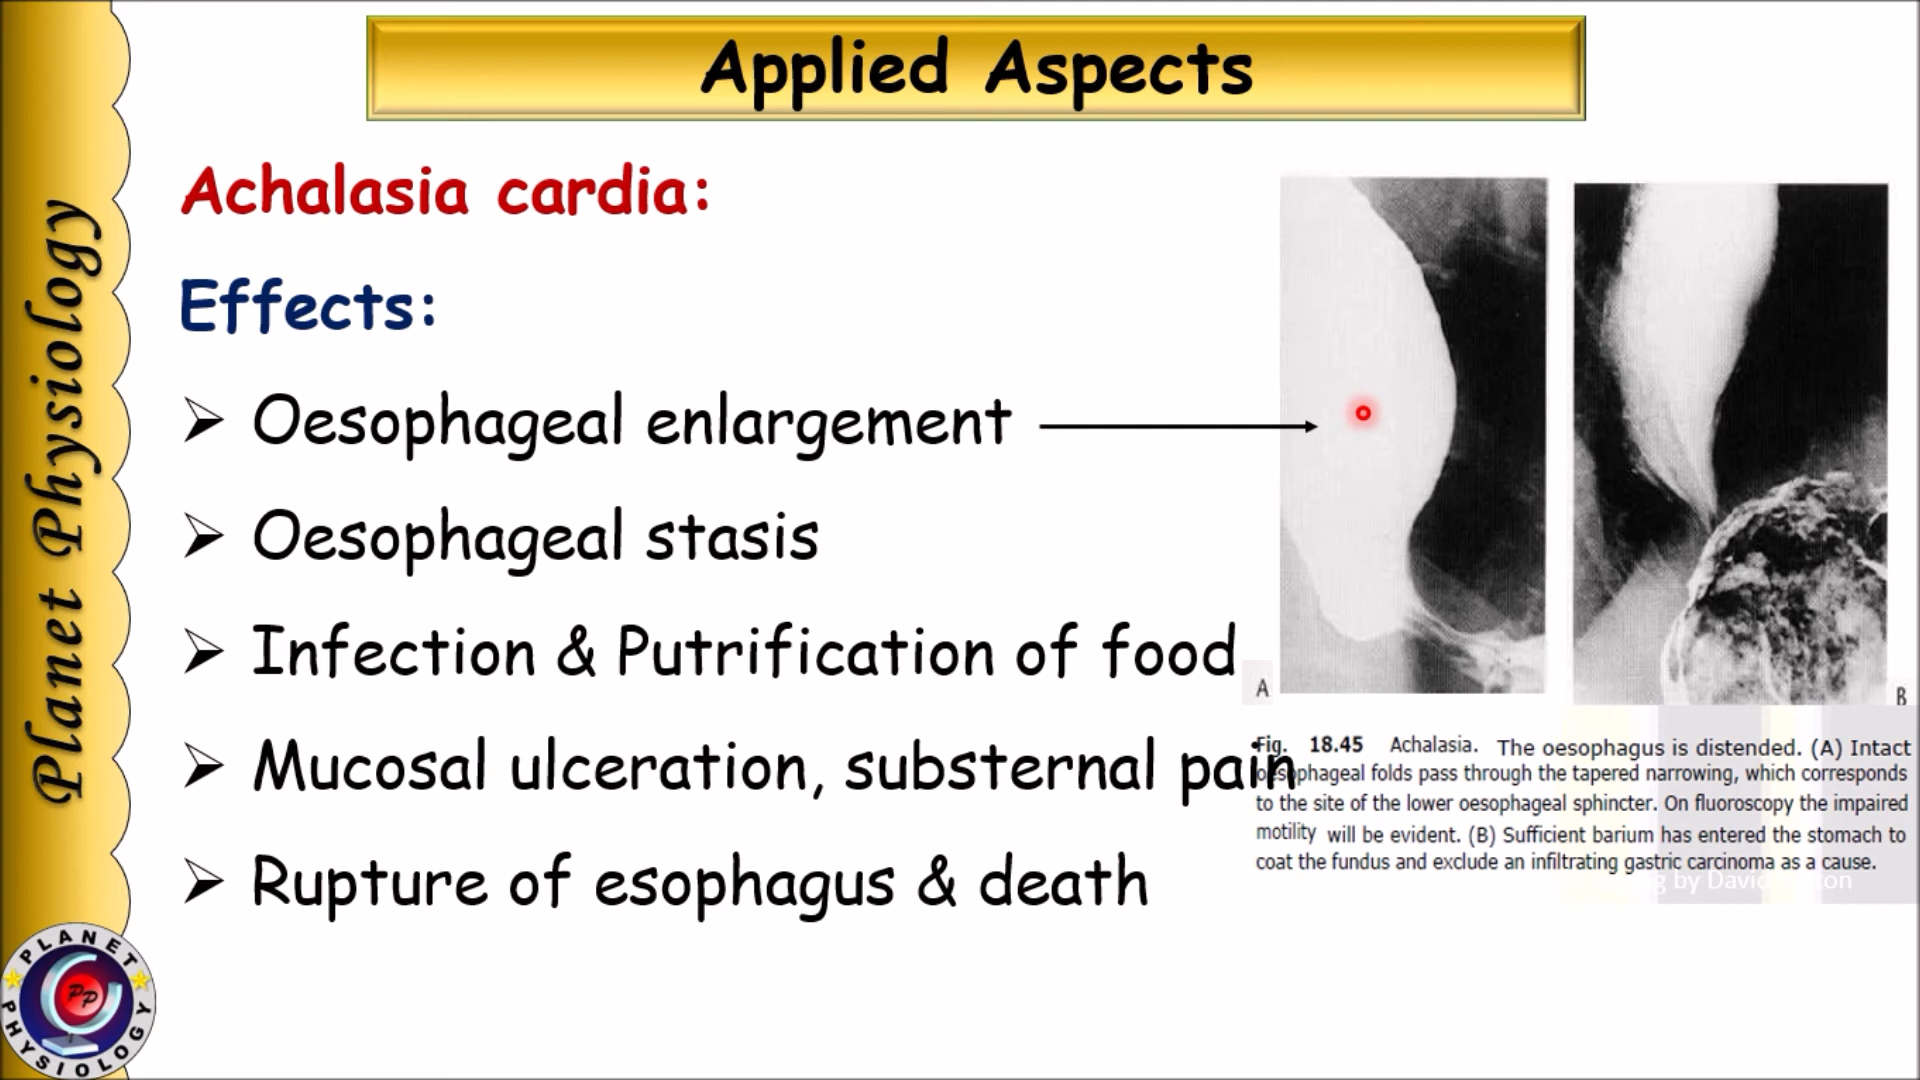 Applied Aspects
Planet Physiology
Achalasia cardia:
Effects:
➢ Oesophageal enlargement
➢ Oesophageal stasis
➢ Infection & Putrification of food
➢ Mucosal ulceration, substernal pain
➢ Rupture of esophagus & death
A
B
Fig. 18.45 Achalasia. The oesophagus is distended. (A) Intact
oesophageal folds pass through the tapered narrowing, which corresponds
to the site of the lower oesophageal sphincter. On fluoroscopy the impaired
motility will be evident. (B) Sufficient barium has entered the stomach to
coat the fundus and exclude an infiltrating gastric carcinoma as a cause.
by David
PLANET
PP
PHYSIOLOGY